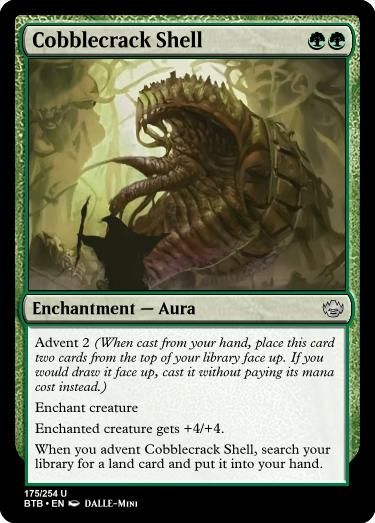 Cobblecrack Shell
Enchantment — Aura
Advent 2 (When cast from your hand, place this card
two cards from the top of your library face up. If you
would draw it face up, cast it without paying its mana
cost instead.)
Enchant creature
Enchanted creature gets +4/+4.
When you advent Cobblecrack Shell, search your
library for a land card and put it into your hand.
175/254 U
BTB • EN DALLE-Mini